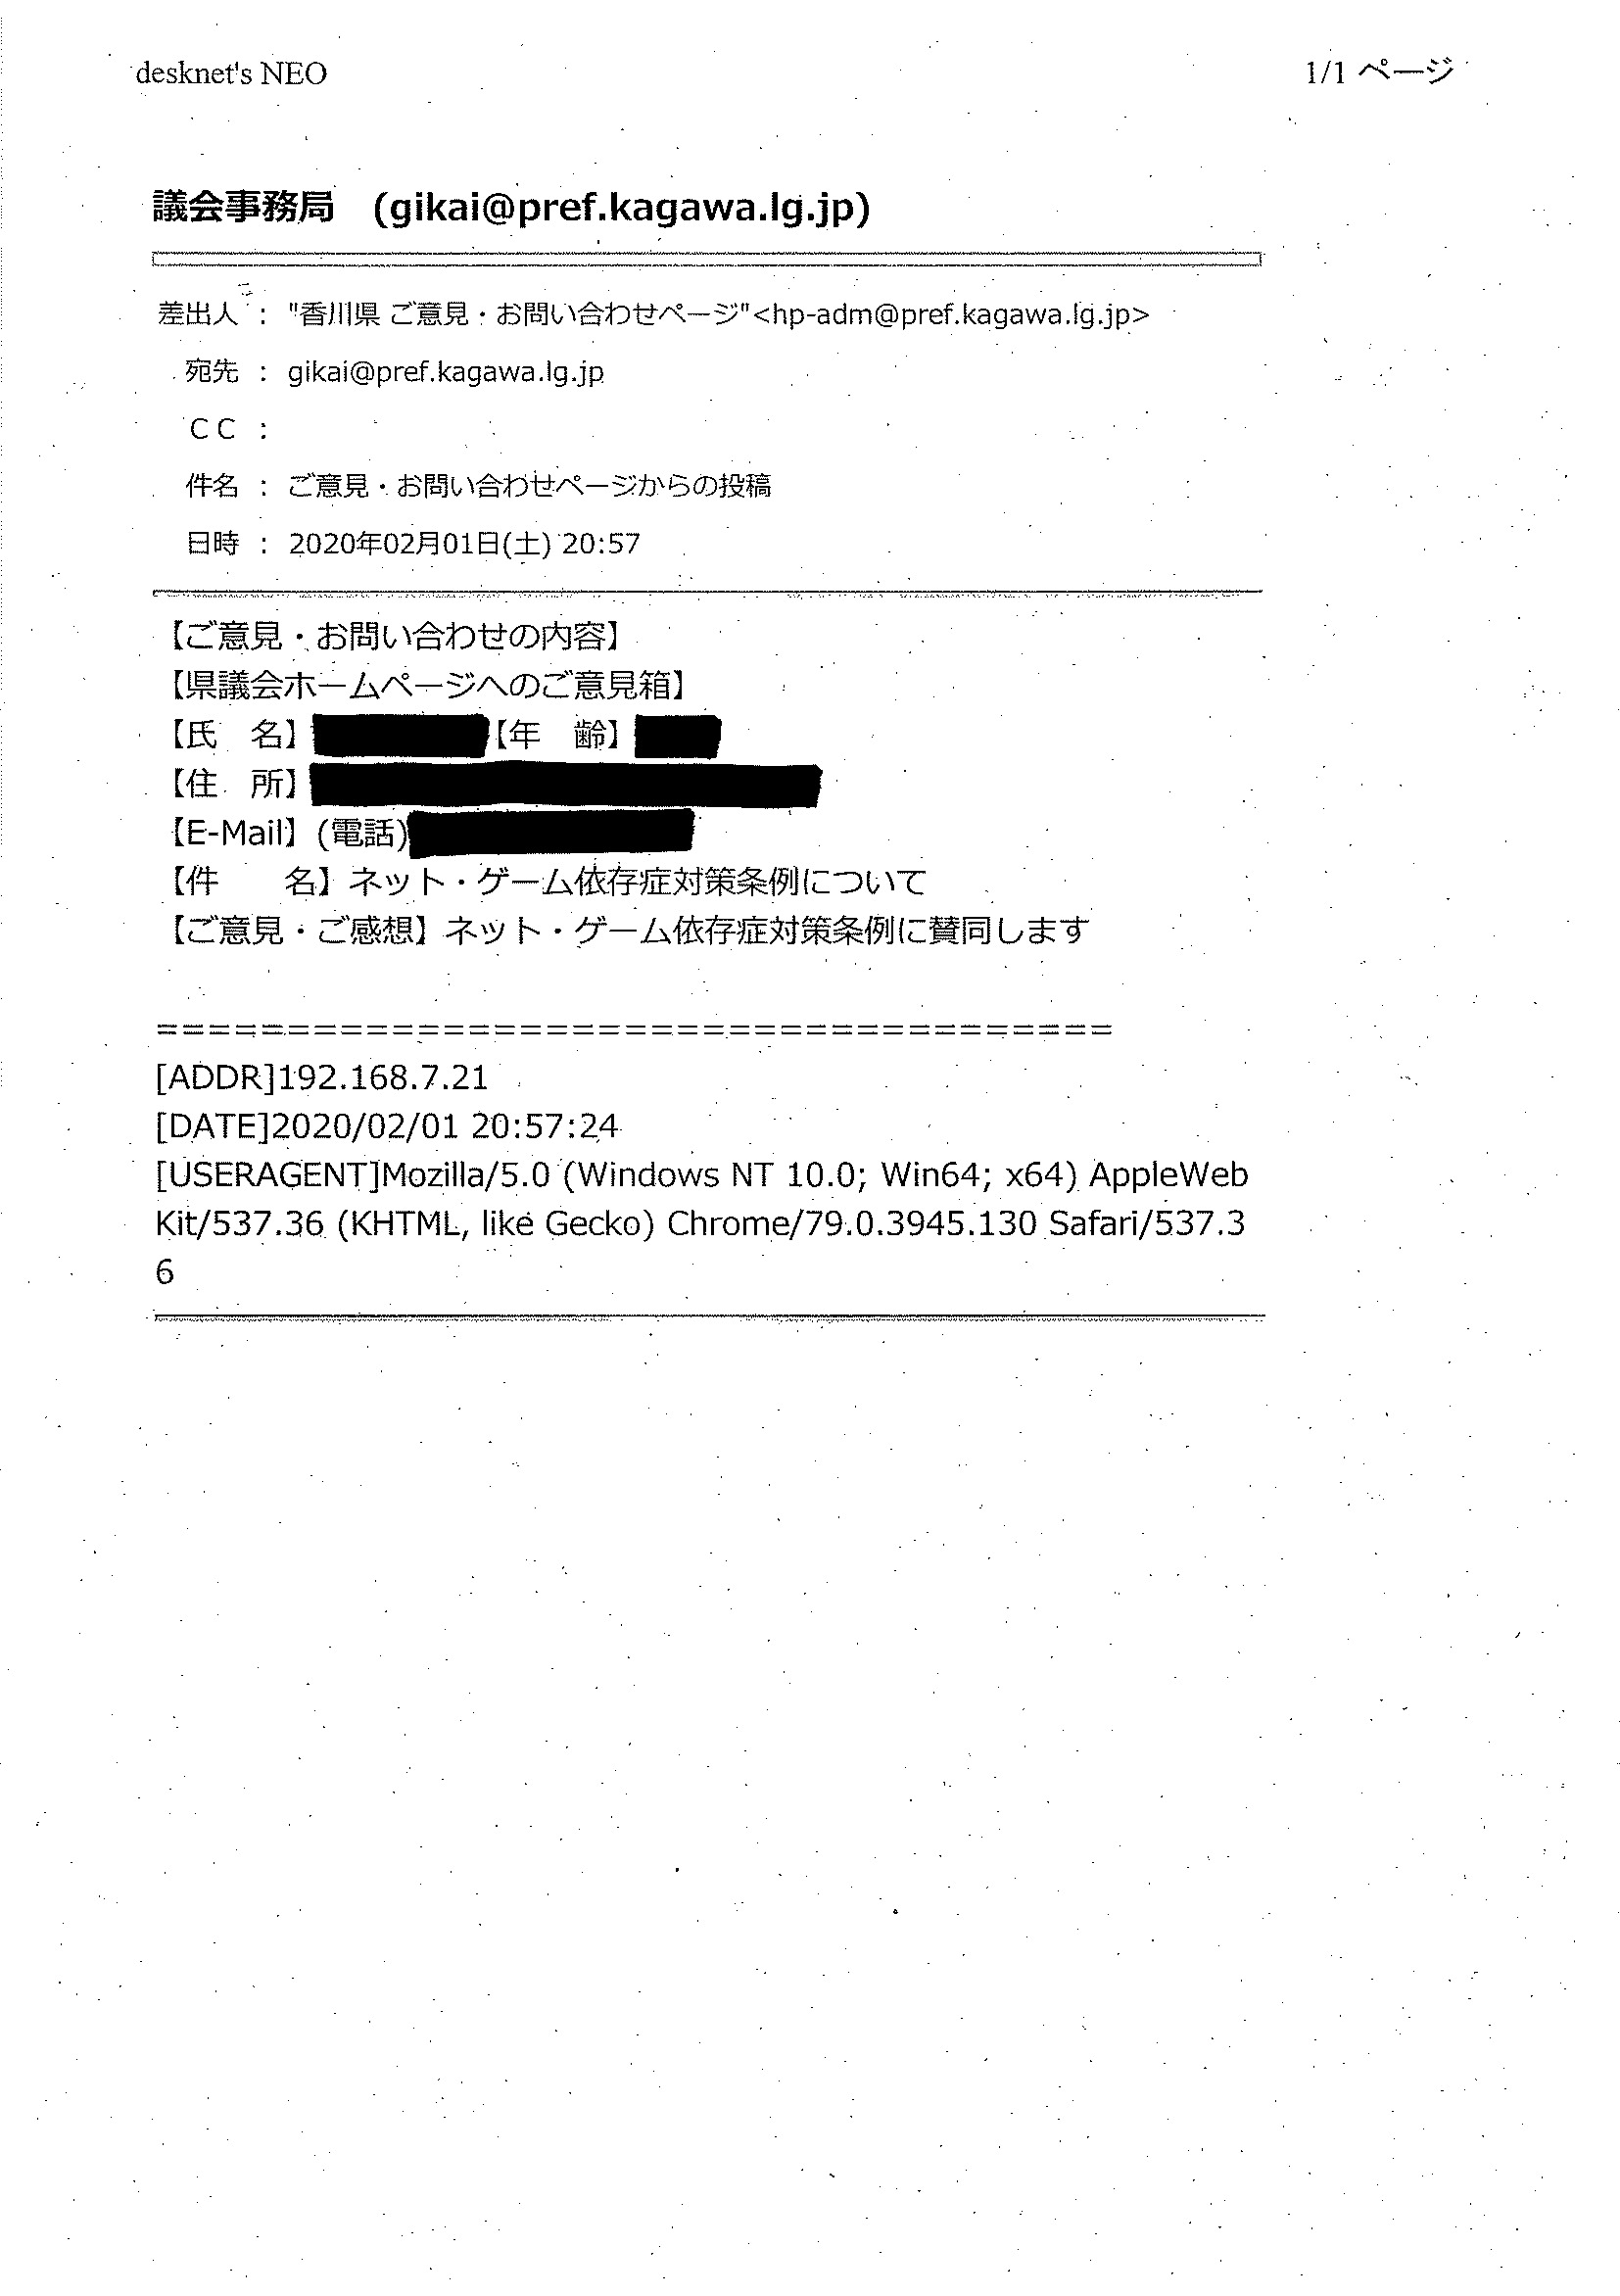 desknet's NEO
1/1 ページ
議会事務局 (gikai@pref.kagawa.lg.jp)
差出人 : "香川県 ご意見・お問い合わせページ"<hp-adm@pref.kagawa.lg.jp>
宛先 : gikai@pref.kagawa.lg.jp
CC :
件名 : ご意見・お問い合わせページからの投稿
日時 : 2020年02月01日(土) 20:57
【ご意見・お問い合わせの内容】
【県議会ホームページへのご意見箱】
【氏 名】 【年 齢】
【住 所】
【E-Mail】(電話)
【件 名】ネット・ゲーム依存症対策条例について
【ご意見・ご感想】ネット・ゲーム依存症対策条例に賛同します
=====================================
[ADDR]192.168.7.21
[DATE]2020/02/01 20:57:24
[USERAGENT]Mozilla/5.0 (Windows NT 10.0; Win64; x64) AppleWeb
Kit/537.36 (KHTML, like Gecko) Chrome/79.0.3945.130 Safari/537.3
6